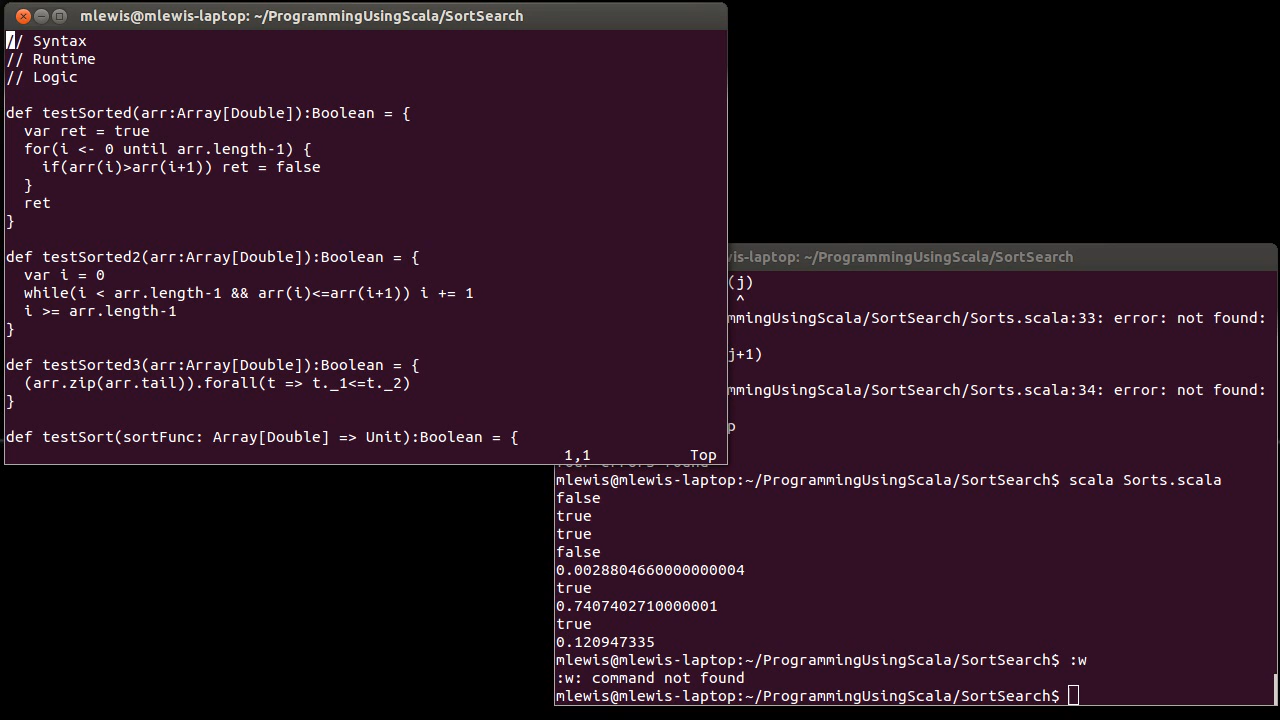 mlewis@mlewis-laptop: ~/ProgrammingUsingScala/SortSearch
// Syntax
// Runtime
// Logic
def testSorted(arr:Array[Double]):Boolean = {
  var ret = true
  for(i <- 0 until arr.length-1) {
    if(arr(i)>arr(i+1)) ret = false
  }
  ret
}
def testSorted2(arr:Array[Double]):Boolean = {
  var i = 0
  while(i < arr.length-1 && arr(i)<=arr(i+1)) i += 1
  i >= arr.length-1
}
def testSorted3(arr:Array[Double]):Boolean = {
  (arr.zip(arr.tail)).forall(t => t._1<=t._2)
}
def testSort(sortFunc: Array[Double] => Unit):Boolean = {
1,1 Top
is-laptop: ~/ProgrammingUsingScala/SortSearch
(j)
^
mmingUsingScala/SortSearch/Sorts.scala:33: error: not found:
j+1)
mmingUsingScala/SortSearch/Sorts.scala:34: error: not found:
p
mlewis@mlewis-laptop:~/ProgrammingUsingScala/SortSearch$ scala Sorts.scala
false
true
true
false
0.0028804660000000004
true
0.7407402710000001
true
0.120947335
mlewis@mlewis-laptop:~/ProgrammingUsingScala/SortSearch$ :w
:w: command not found
mlewis@mlewis-laptop:~/ProgrammingUsingScala/SortSearch$